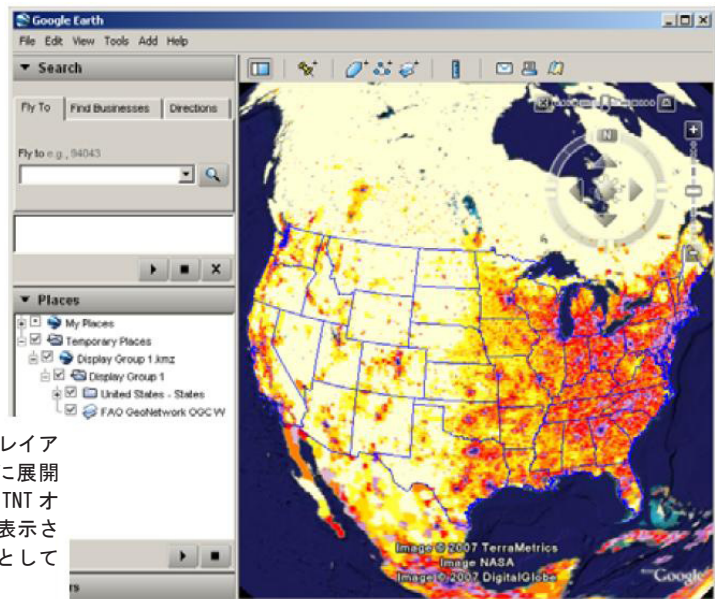 Google Earth
File Edit View Tools Add Help
Search
Fly To Find Businesses Directions
Fly to e.g., 94043
N
Places
My Places
Temporary Places
Display Group 1.kmz
Display Group 1
United States - States
FAO GeoNetwork OGC W
レイア
に展開
TNT オ
表示さ
として
rs
Image © 2007 TerraMetrics
Image NASA
Image © 2007 DigitalGlobe
Google